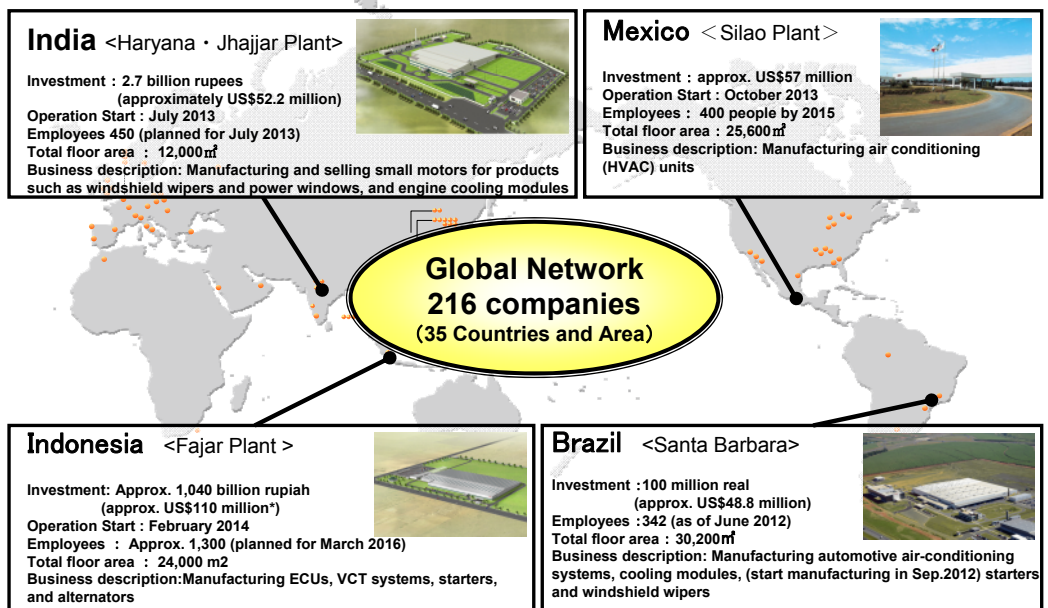 India <Haryana・Jhajjar Plant>
Investment : 2.7 billion rupees
(approximately US$52.2 million)
Operation Start : July 2013
Employees 450 (planned for July 2013)
Total floor area : 12,000㎡
Business description: Manufacturing and selling small motors for products
such as windshield wipers and power windows, and engine cooling modules
Mexico ＜Silao Plant＞
Investment : approx. US$57 million
Operation Start : October 2013
Employees : 400 people by 2015
Total floor area : 25,600㎡
Business description: Manufacturing air conditioning
(HVAC) units
Global Network
216 companies
（35 Countries and Area）
Indonesia <Fajar Plant >
Investment: Approx. 1,040 billion rupiah
(approx. US$110 million*)
Operation Start : February 2014
Employees : Approx. 1,300 (planned for March 2016)
Total floor area : 24,000 m2
Business description:Manufacturing ECUs, VCT systems, starters,
and alternators
Brazil <Santa Barbara>
Investment :100 million real
(approx. US$48.8 million)
Employees :342 (as of June 2012)
Total floor area : 30,200㎡
Business description: Manufacturing automotive air-conditioning
systems, cooling modules, (start manufacturing in Sep.2012) starters
and windshield wipers